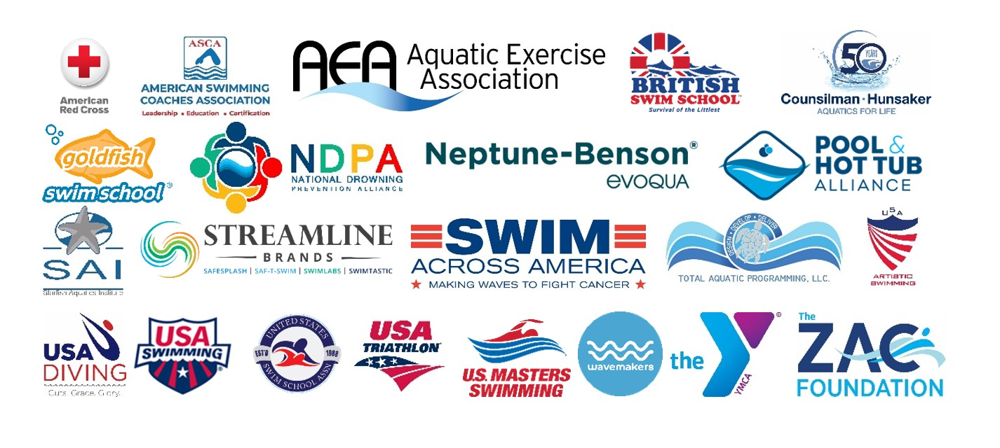 American
Red Cross
ASCA
AMERICAN SWIMMING
COACHES ASSOCIATION
Leadership ▪ Education ▪ Certification
AEA
Aquatic Exercise
Association
BRITISH
SWIM SCHOOL
Survival of the Littlest
50 YEARS
Counsilman·Hunsaker
AQUATICS FOR LIFE
goldfish
swim school®
NDPA
NATIONAL DROWNING
PREVENTION ALLIANCE
Neptune-Benson®
evoQUA
POOL &
HOT TUB
ALLIANCE
SAI
Starfish Aquatics Institute
STREAMLINE
BRANDS
SAFESPLASH | SAF-T-SWIM | SWIMLABS | SWIMTASTIC
SWIM
ACROSS AMERICA
★ MAKING WAVES TO FIGHT CANCER ★
DESIGN · DEVELOP · DELIVER
TOTAL AQUATIC PROGRAMMING, LLC.
USA
ARTISTIC
SWIMMING
USA
DIVING
Guts. Grace. Glory.
USA
SWIMMING®
UNITED STATES
EST'D 1988
SWIM SCHOOL ASSN
USA
TRIATHLON
U.S. MASTERS
SWIMMING
wavemakers
the Y®
YMCA
The
ZAC
FOUNDATION